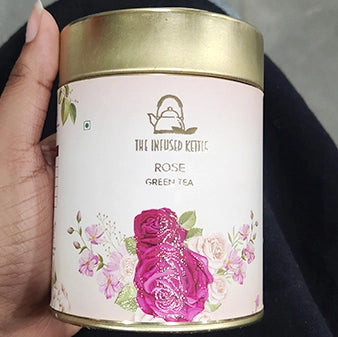 THE INFUSED KETTLE
ROSE
GREEN TEA